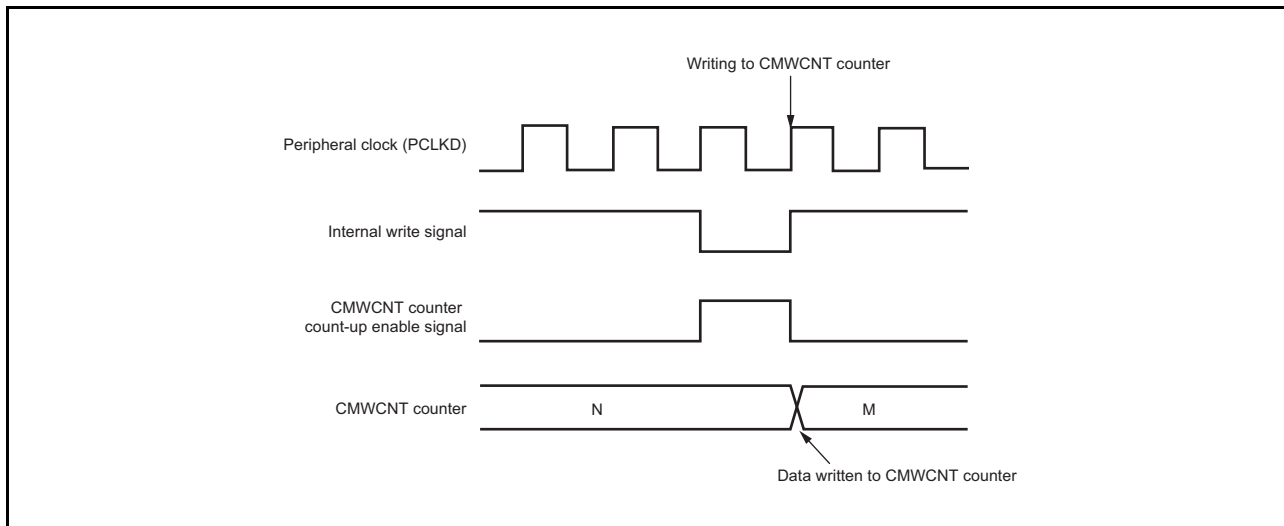 Writing to CMWCNT counter
Peripheral clock (PCLKD)
Internal write signal
CMWCNT counter
count-up enable signal
CMWCNT counter
N
M
Data written to CMWCNT counter